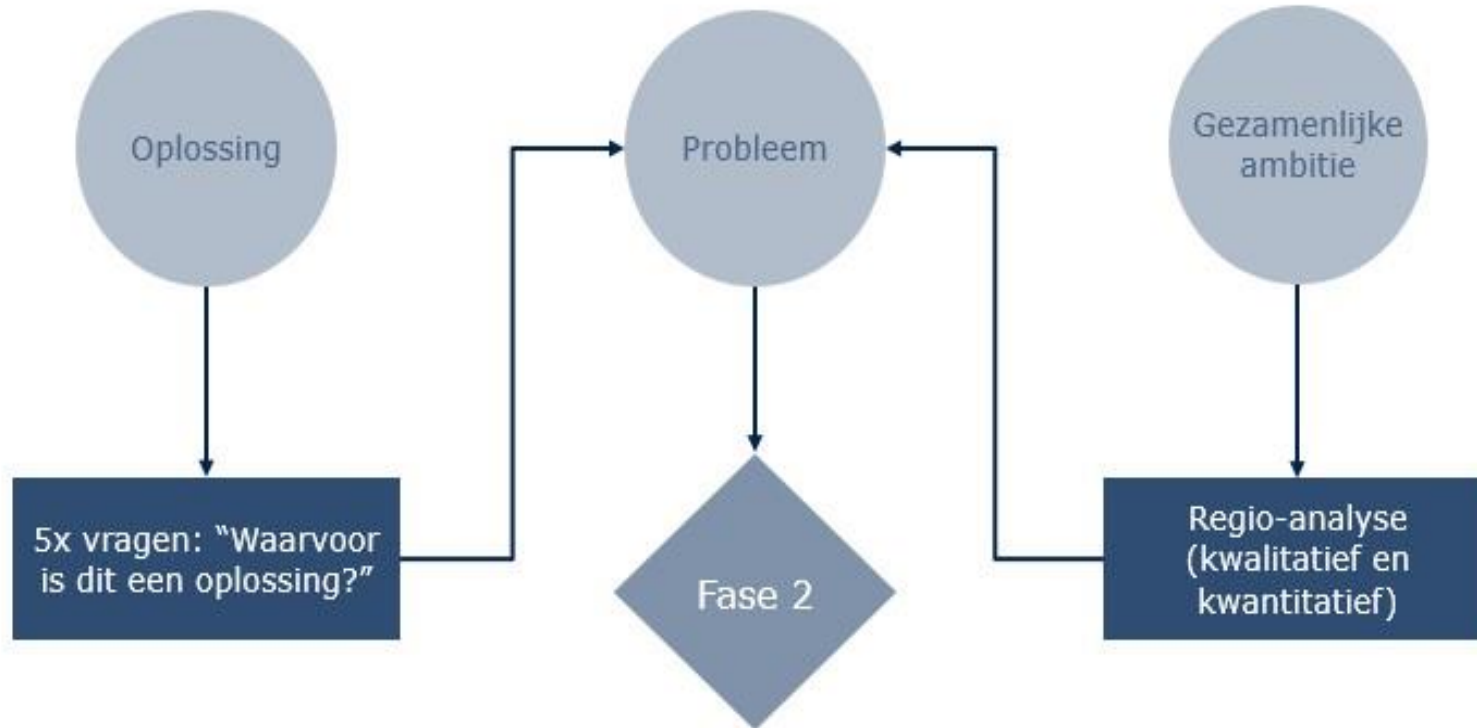 Oplossing
Probleem
Gezamenlijke
ambitie
5x vragen: “Waarvoor
is dit een oplossing?”
Fase 2
Regio-analyse
(kwalitatief en
kwantitatief)